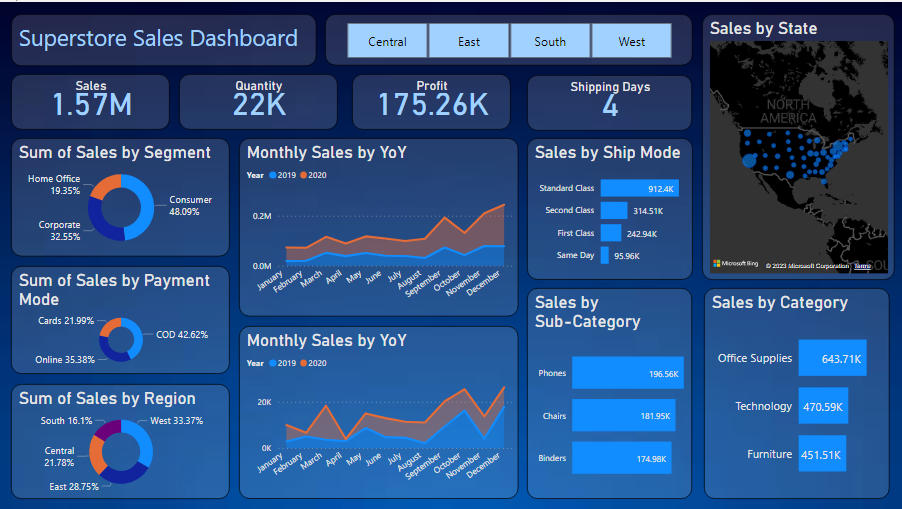 Superstore Sales Dashboard
Central
East
South
West
Sales by State
NORTH
AMERICA
Microsoft Bing
© 2023 Microsoft Corporation
Terms
Sales
1.57M
Quantity
22K
Profit
175.26K
Shipping Days
4
Sum of Sales by Segment
Home Office
19.35%
Consumer
48.09%
Corporate
32.55%
Monthly Sales by YoY
Year 2019 2020
0.2M
0.0M
January
February
March
April
May
June
July
August
September
October
November
December
Sales by Ship Mode
Standard Class 912.4K
Second Class 314.51K
First Class 242.94K
Same Day 95.96K
Sum of Sales by Payment
Mode
Cards 21.99%
COD 42.62%
Online 35.38%
Monthly Sales by YoY
Year 2019 2020
20K
0K
January
February
March
April
May
June
July
August
September
October
November
December
Sales by
Sub-Category
Phones 196.56K
Chairs 181.95K
Binders 174.98K
Sales by Category
Office Supplies 643.71K
Technology 470.59K
Furniture 451.51K
Sum of Sales by Region
South 16.1%
West 33.37%
Central
21.78%
East 28.75%